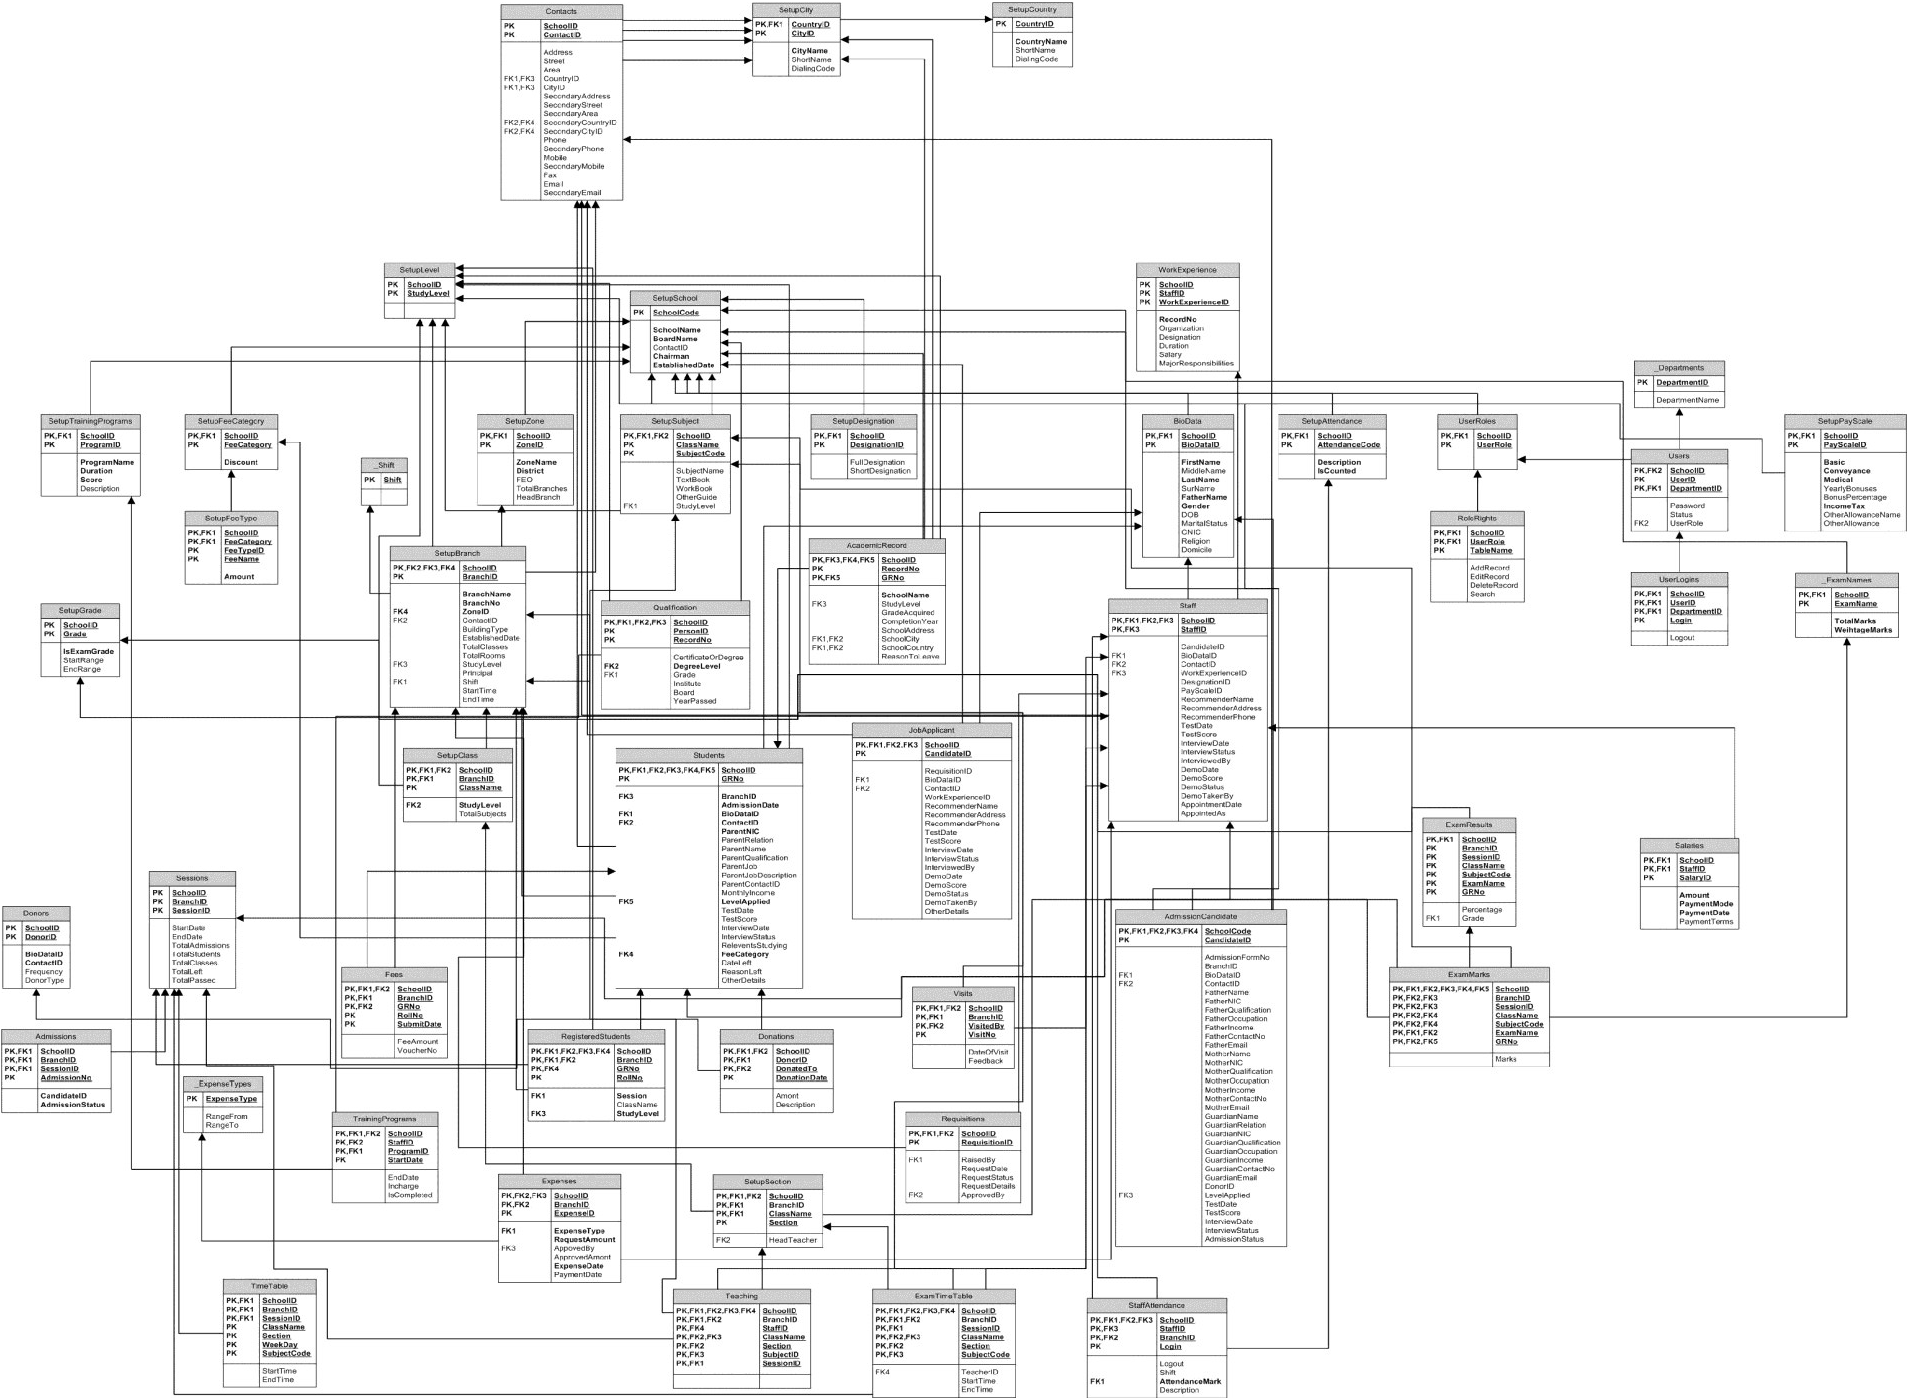 Contacts
PK SchoolID
PK ContactID
Address
Street
Area
FK1,FK3 CountryID
FK1,FK3 CityID
SecondaryAddress
SecondaryStreet
SecondaryArea
FK2,FK4 SecondaryCountryID
FK2,FK4 SecondaryCityID
Phone
SecondaryPhone
Mobile
SecondaryMobile
Fax
Email
SecondaryEmail
SetupCity
PK,FK1 CountryID
PK CityID
CityName
ShortName
DialingCode
SetupCountry
PK CountryID
CountryName
ShortName
DialingCode
SetupLevel
PK SchoolID
PK StudyLevel
SetupSchool
PK SchoolCode
SchoolName
BoardName
ContactID
Chairman
EstablishedDate
WorkExperience
PK SchoolID
PK StaffID
PK WorkExperienceID
RecordNo
Organization
Designation
Duration
Salary
MajorResponsibilities
_Departments
PK DepartmentID
DepartmentName
SetupTrainingPrograms
PK,FK1 SchoolID
PK ProgramID
ProgramName
Duration
Score
Description
SetupFeeCategory
PK,FK1 SchoolID
PK FeeCategory
Discount
_Shift
PK Shift
SetupZone
PK,FK1 SchoolID
PK ZoneID
ZoneName
District
FEO
TotalBranches
HeadBranch
SetupSubject
PK,FK1,FK2 SchoolID
PK ClassName
PK SubjectCode
SubjectName
TextBook
WorkBook
OtherGuide
FK1 StudyLevel
SetupDesignation
PK,FK1 SchoolID
PK DesignationID
FullDesignation
ShortDesignation
BioData
PK,FK1 SchoolID
PK BioDataID
FirstName
MiddleName
LastName
SurName
FatherName
Gender
DOB
MaritalStatus
CNIC
Religion
Domicile
SetupAttendance
PK,FK1 SchoolID
PK AttendanceCode
Description
IsCounted
UserRoles
PK,FK1 SchoolID
PK UserRole
Users
PK,FK2 SchoolID
PK UserID
PK,FK1 DepartmentID
Password
Status
FK2 UserRole
SetupPayScale
PK,FK1 SchoolID
PK PayScaleID
Basic
Conveyance
Medical
YearlyBonuses
BonusPercentage
IncomeTax
OtherAllowanceName
OtherAllowance
SetupFeeType
PK,FK1 SchoolID
PK,FK1 FeeCategory
PK FeeTypeID
PK FeeName
Amount
RoleRights
PK,FK1 SchoolID
PK,FK1 UserRole
PK TableName
AddRecord
EditRecord
DeleteRecord
Search
SetupBranch
PK,FK2 FK3,FK4 SchoolID
PK BranchID
BranchName
BranchNo
FK4 ZoneID
FK2 ContactID
BuildingType
EstablishedDate
TotalClasses
TotalRooms
FK3 StudyLevel
Principal
FK1 Shift
StartTime
EndTime
AcademicRecord
PK,FK3,FK4,FK5 SchoolID
PK RecordNo
PK,FK5 GRNo
SchoolName
FK3 StudyLevel
GradeAcquired
CompletionYear
SchoolAddress
FK1,FK2 SchoolCity
FK1,FK2 SchoolCountry
ReasonToLeave
UserLogins
PK,FK1 SchoolID
PK,FK1 UserID
PK,FK1 DepartmentID
PK Login
Logout
_ExamNames
PK,FK1 SchoolID
PK ExamName
TotalMarks
WeihtageMarks
SetupGrade
PK SchoolID
PK Grade
IsExamGrade
StartRange
EndRange
Qualification
PK,FK1,FK2,FK3 SchoolID
PK PersonID
PK RecordNo
CertificateOrDegree
FK2 DegreeLevel
FK1 Grade
Institute
Board
YearPassed
Staff
PK,FK1,FK2,FK3 SchoolID
PK,FK3 StaffID
CandidateID
FK1 BioDataID
FK2 ContactID
FK3 WorkExperienceID
DesignationID
PayScaleID
RecommenderName
RecommenderAddress
RecommenderPhone
TestDate
TestScore
InterviewDate
InterviewStatus
InterviewedBy
DemoDate
DemoScore
DemoStatus
DemoTakenBy
AppointmentDate
AppointedAs
SetupClass
PK,FK1,FK2 SchoolID
PK,FK1 BranchID
PK ClassName
FK2 StudyLevel
TotalSubjects
Students
PK,FK1,FK2,FK3,FK4,FK5 SchoolID
PK GRNo
FK3 BranchID
AdmissionDate
FK1 BioDataID
FK2 ContactID
ParentNIC
ParentRelation
ParentName
ParentQualification
ParentJob
ParentJobDescription
ParentContactID
MonthlyIncome
FK5 LevelApplied
TestDate
TestScore
InterviewDate
InterviewStatus
ReleventsStudying
FK4 FeeCategory
DateLeft
ReasonLeft
OtherDetails
JobApplicant
PK,FK1,FK2,FK3 SchoolID
PK CandidateID
RequisitionID
FK1 BioDataID
FK2 ContactID
WorkExperienceID
RecommenderName
RecommenderAddress
RecommenderPhone
TestDate
TestScore
InterviewDate
InterviewStatus
InterviewedBy
DemoDate
DemoScore
DemoStatus
DemoTakenBy
OtherDetails
ExamResults
PK,FK1 SchoolID
PK BranchID
PK SessionID
PK ClassName
PK SubjectCode
PK ExamName
PK GRNo
Percentage
FK1 Grade
Salaries
PK,FK1 SchoolID
PK,FK1 StaffID
PK SalaryID
Amount
PaymentMode
PaymentDate
PaymentTerms
Sessions
PK SchoolID
PK BranchID
PK SessionID
StartDate
EndDate
TotalAdmissions
TotalStudents
TotalClasses
TotalLeft
TotalPassed
Donors
PK SchoolID
PK DonorID
BioDataID
ContactID
Frequency
DonorType
AdmissionCandidate
PK,FK1,FK2,FK3,FK4 SchoolCode
PK CandidateID
AdmissionFormNo
BranchID
FK1 BioDataID
FK2 ContactID
FatherName
FatherNIC
FatherQualification
FatherOccupation
FatherIncome
FatherContactNo
FatherEmail
MotherName
MotherNIC
MotherQualification
MotherOccupation
MotherIncome
MotherContactNo
MotherEmail
GuardianName
GuardianRelation
GuardianNIC
GuardianQualification
GuardianOccupation
GuardianIncome
GuardianContactNo
GuardianEmail
DonorID
FK3 LevelApplied
TestDate
TestScore
InterviewDate
InterviewStatus
AdmissionStatus
Fees
PK,FK1,FK2 SchoolID
PK,FK1 BranchID
PK,FK2 GRNo
PK RollNo
PK SubmitDate
FeeAmount
VoucherNo
Visits
PK,FK1,FK2 SchoolID
PK,FK1 BranchID
PK,FK2 VisitedBy
PK VisitNo
DateOfVisit
Feedback
ExamMarks
PK,FK1,FK2,FK3,FK4,FK5 SchoolID
PK,FK2,FK3 BranchID
PK,FK2,FK3 SessionID
PK,FK2,FK4 ClassName
PK,FK2,FK4 SubjectCode
PK,FK1,FK2 ExamName
PK,FK2,FK5 GRNo
Marks
Admissions
PK,FK1 SchoolID
PK,FK1 BranchID
PK,FK1 SessionID
PK AdmissionNo
CandidateID
AdmissionStatus
RegisteredStudents
PK,FK1,FK2,FK3,FK4 SchoolID
PK,FK1,FK2 BranchID
PK,FK4 GRNo
PK RollNo
FK1 Session
ClassName
FK3 StudyLevel
Donations
PK,FK1,FK2 SchoolID
PK,FK1 DonorID
PK,FK2 DonatedTo
PK DonationDate
Amont
Description
_ExpenseTypes
PK ExpenseType
RangeFrom
RangeTo
TrainingPrograms
PK,FK1,FK2 SchoolID
PK,FK2 StaffID
PK,FK1 ProgramID
PK StartDate
EndDate
Incharge
IsCompleted
Requisitions
PK,FK1,FK2 SchoolID
PK RequisitionID
FK1 RaisedBy
RequestDate
RequestStatus
RequestDetails
FK2 ApprovedBy
Expenses
PK,FK2,FK3 SchoolID
PK,FK2 BranchID
PK ExpenseID
FK1 ExpenseType
RequestAmount
FK3 AppovedBy
ApprovedAmont
ExpenseDate
PaymentDate
SetupSection
PK,FK1,FK2 SchoolID
PK,FK1 BranchID
PK,FK1 ClassName
PK Section
FK2 HeadTeacher
TimeTable
PK,FK1 SchoolID
PK,FK1 BranchID
PK,FK1 SessionID
PK ClassName
PK Section
PK WeekDay
PK SubjectCode
StartTime
EndTime
Teaching
PK,FK1,FK2,FK3,FK4 SchoolID
PK,FK1,FK2 BranchID
PK,FK4 StaffID
PK,FK2,FK3 ClassName
PK,FK2 Section
PK,FK3 SubjectID
PK,FK1 SessionID
ExamTimeTable
PK,FK1,FK2,FK3,FK4 SchoolID
PK,FK1,FK2 BranchID
PK,FK1 SessionID
PK,FK2,FK3 ClassName
PK,FK2 Section
PK,FK3 SubjectCode
FK4 TeacherID
StartTime
EndTime
StaffAttendance
PK,FK1,FK2,FK3 SchoolID
PK,FK3 StaffID
PK,FK2 BranchID
PK Login
Logout
Shift
FK1 AttendanceMark
Description